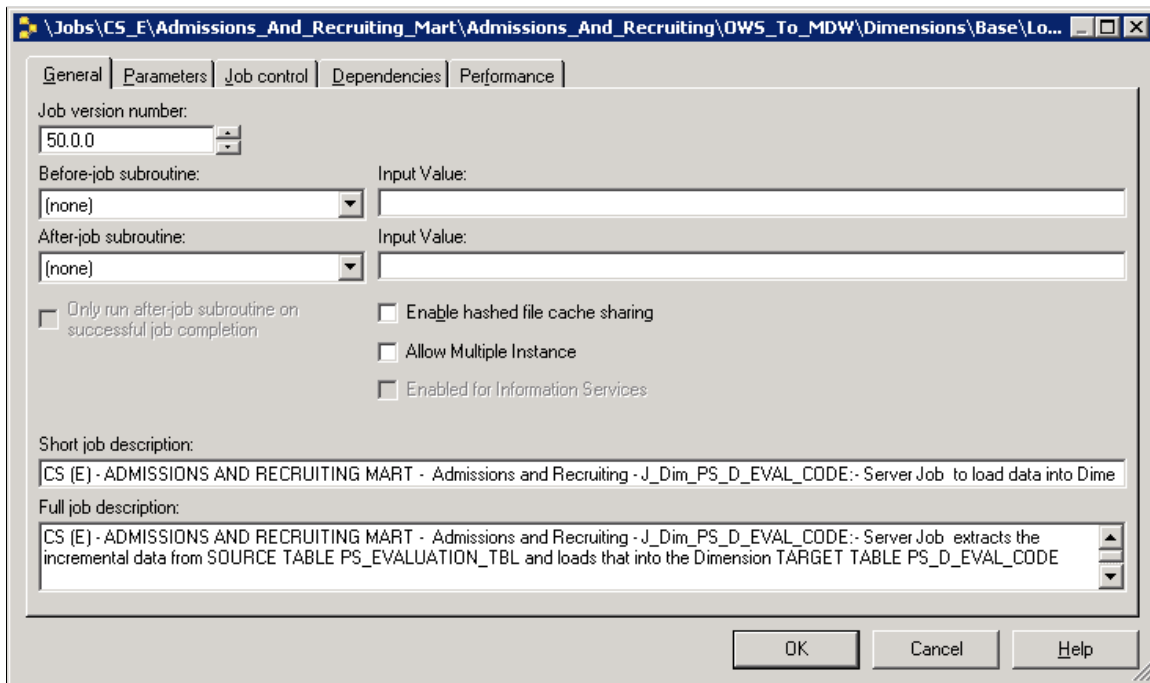 \Jobs\CS_E\Admissions_And_Recruiting_Mart\Admissions_And_Recruiting\OWS_To_MDW\Dimensions\Base\Lo...
General Parameters Job control Dependencies Performance
Job version number:
50.0.0
Before-job subroutine: Input Value:
(none)
After-job subroutine: Input Value:
(none)
Only run after-job subroutine on
successful job completion
Enable hashed file cache sharing
Allow Multiple Instance
Enabled for Information Services
Short job description:
CS (E) - ADMISSIONS AND RECRUITING MART - Admissions and Recruiting - J_Dim_PS_D_EVAL_CODE:- Server Job to load data into Dime
Full job description:
CS (E) - ADMISSIONS AND RECRUITING MART - Admissions and Recruiting - J_Dim_PS_D_EVAL_CODE:- Server Job extracts the
incremental data from SOURCE TABLE PS_EVALUATION_TBL and loads that into the Dimension TARGET TABLE PS_D_EVAL_CODE
OK Cancel Help